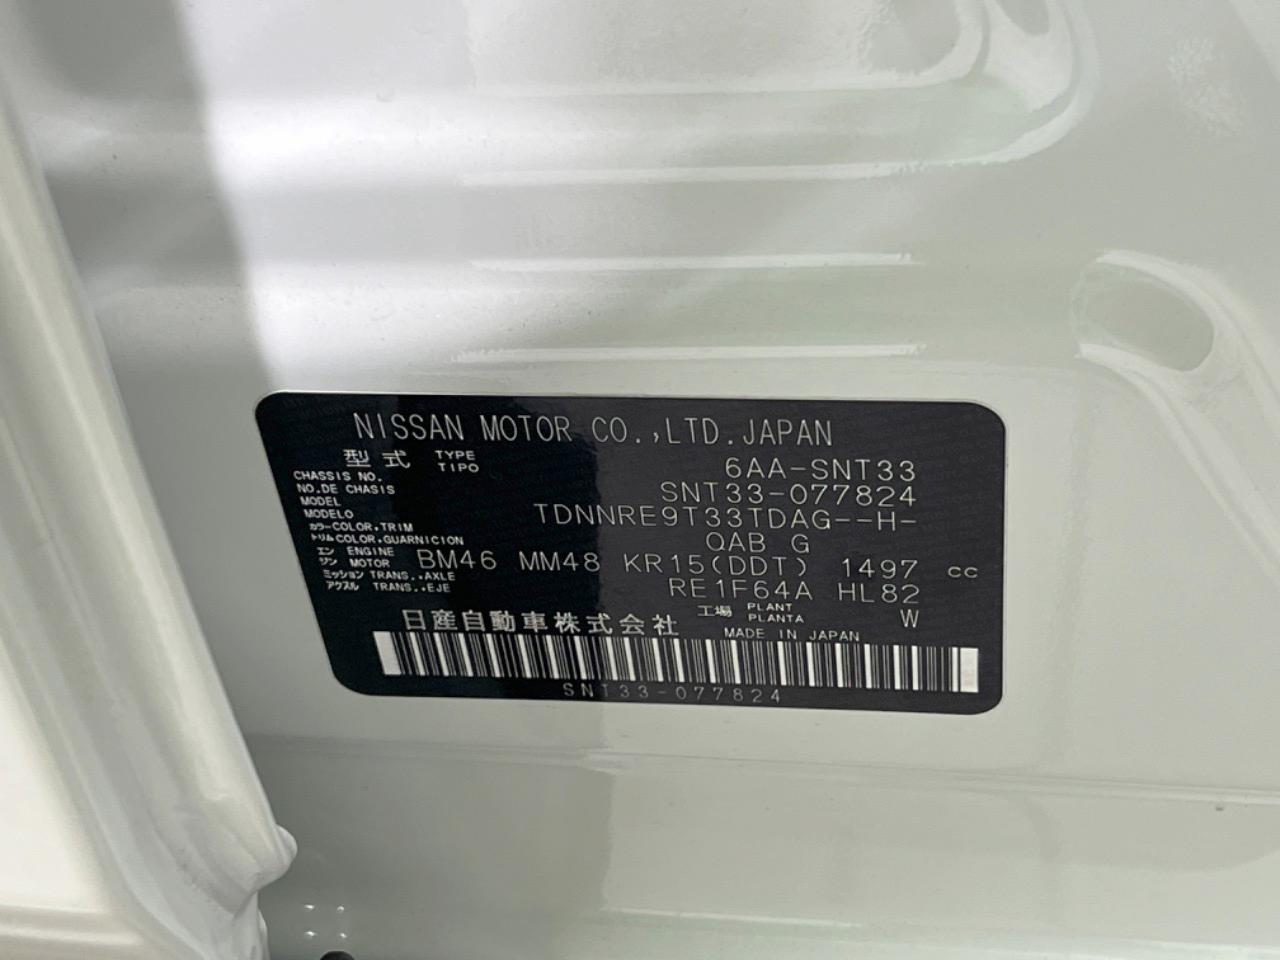 NISSAN MOTOR CO.,LTD.JAPAN
型式 TYPE TIPO 6AA-SNT33
CHASSIS NO. NO.DE CHASIS SNT33-077824
MODEL MODELO TDNNRE9T33TDAG--H-
カラー COLOR,TRIM トリム COLOR,GUARNICION QAB G
エンジン ENGINE MOTOR BM46 MM48 KR15(DDT) 1497 cc
ミッション TRANS.,AXLE アクスル TRANS.,EJE RE1F64A HL82
工場 PLANT PLANTA W
日産自動車株式会社 MADE IN JAPAN
SNT33-077824